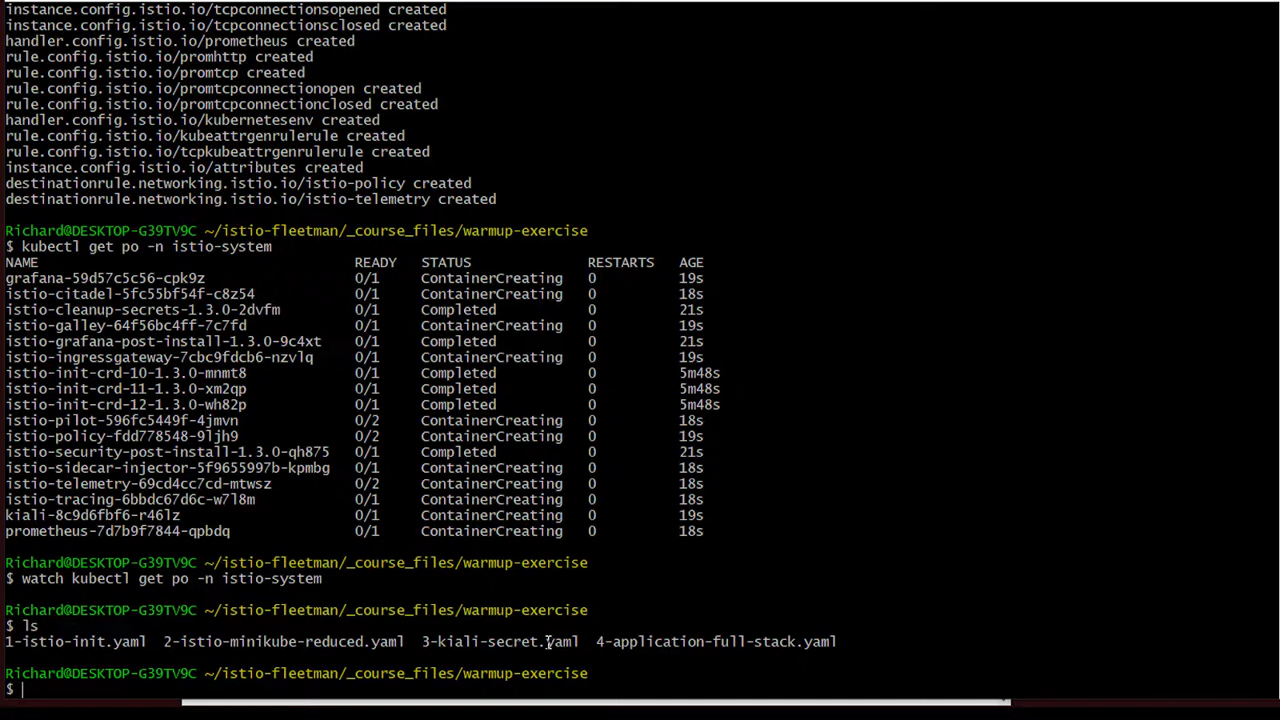 instance.config.istio.io/tcpconnectionsopened created
instance.config.istio.io/tcpconnectionsclosed created
handler.config.istio.io/prometheus created
rule.config.istio.io/promhttp created
rule.config.istio.io/promtcp created
rule.config.istio.io/promtcpconnectionopen created
rule.config.istio.io/promtcpconnectionclosed created
handler.config.istio.io/kubernetesenv created
rule.config.istio.io/kubeattrgenrulerule created
rule.config.istio.io/tcpkubeattrgenrulerule created
instance.config.istio.io/attributes created
destinationrule.networking.istio.io/istio-policy created
destinationrule.networking.istio.io/istio-telemetry created
Richard@DESKTOP-G39TV9C ~/istio-fleetman/_course_files/warmup-exercise
$ kubectl get po -n istio-system
NAME READY STATUS RESTARTS AGE
grafana-59d57c5c56-cpk9z 0/1 ContainerCreating 0 19s
istio-citadel-5fc55bf54f-c8z54 0/1 ContainerCreating 0 18s
istio-cleanup-secrets-1.3.0-2dvfm 0/1 Completed 0 21s
istio-galley-64f56bc4ff-7c7fd 0/1 ContainerCreating 0 19s
istio-grafana-post-install-1.3.0-9c4xt 0/1 Completed 0 21s
istio-ingressgateway-7cbc9fdcb6-nzvlq 0/1 ContainerCreating 0 19s
istio-init-crd-10-1.3.0-mnmt8 0/1 Completed 0 5m48s
istio-init-crd-11-1.3.0-xm2qp 0/1 Completed 0 5m48s
istio-init-crd-12-1.3.0-wh82p 0/1 Completed 0 5m48s
istio-pilot-596fc5449f-4jmvn 0/2 ContainerCreating 0 18s
istio-policy-fdd778548-9ljh9 0/2 ContainerCreating 0 19s
istio-security-post-install-1.3.0-qh875 0/1 Completed 0 21s
istio-sidecar-injector-5f9655997b-kpmbg 0/1 ContainerCreating 0 18s
istio-telemetry-69cd4cc7cd-mtwsz 0/2 ContainerCreating 0 18s
istio-tracing-6bbdc67d6c-w7l8m 0/1 ContainerCreating 0 18s
kiali-8c9d6fbf6-r46lz 0/1 ContainerCreating 0 19s
prometheus-7d7b9f7844-qpbdq 0/1 ContainerCreating 0 18s
Richard@DESKTOP-G39TV9C ~/istio-fleetman/_course_files/warmup-exercise
$ watch kubectl get po -n istio-system
Richard@DESKTOP-G39TV9C ~/istio-fleetman/_course_files/warmup-exercise
$ ls
1-istio-init.yaml 2-istio-minikube-reduced.yaml 3-kiali-secret.yaml 4-application-full-stack.yaml
Richard@DESKTOP-G39TV9C ~/istio-fleetman/_course_files/warmup-exercise
$